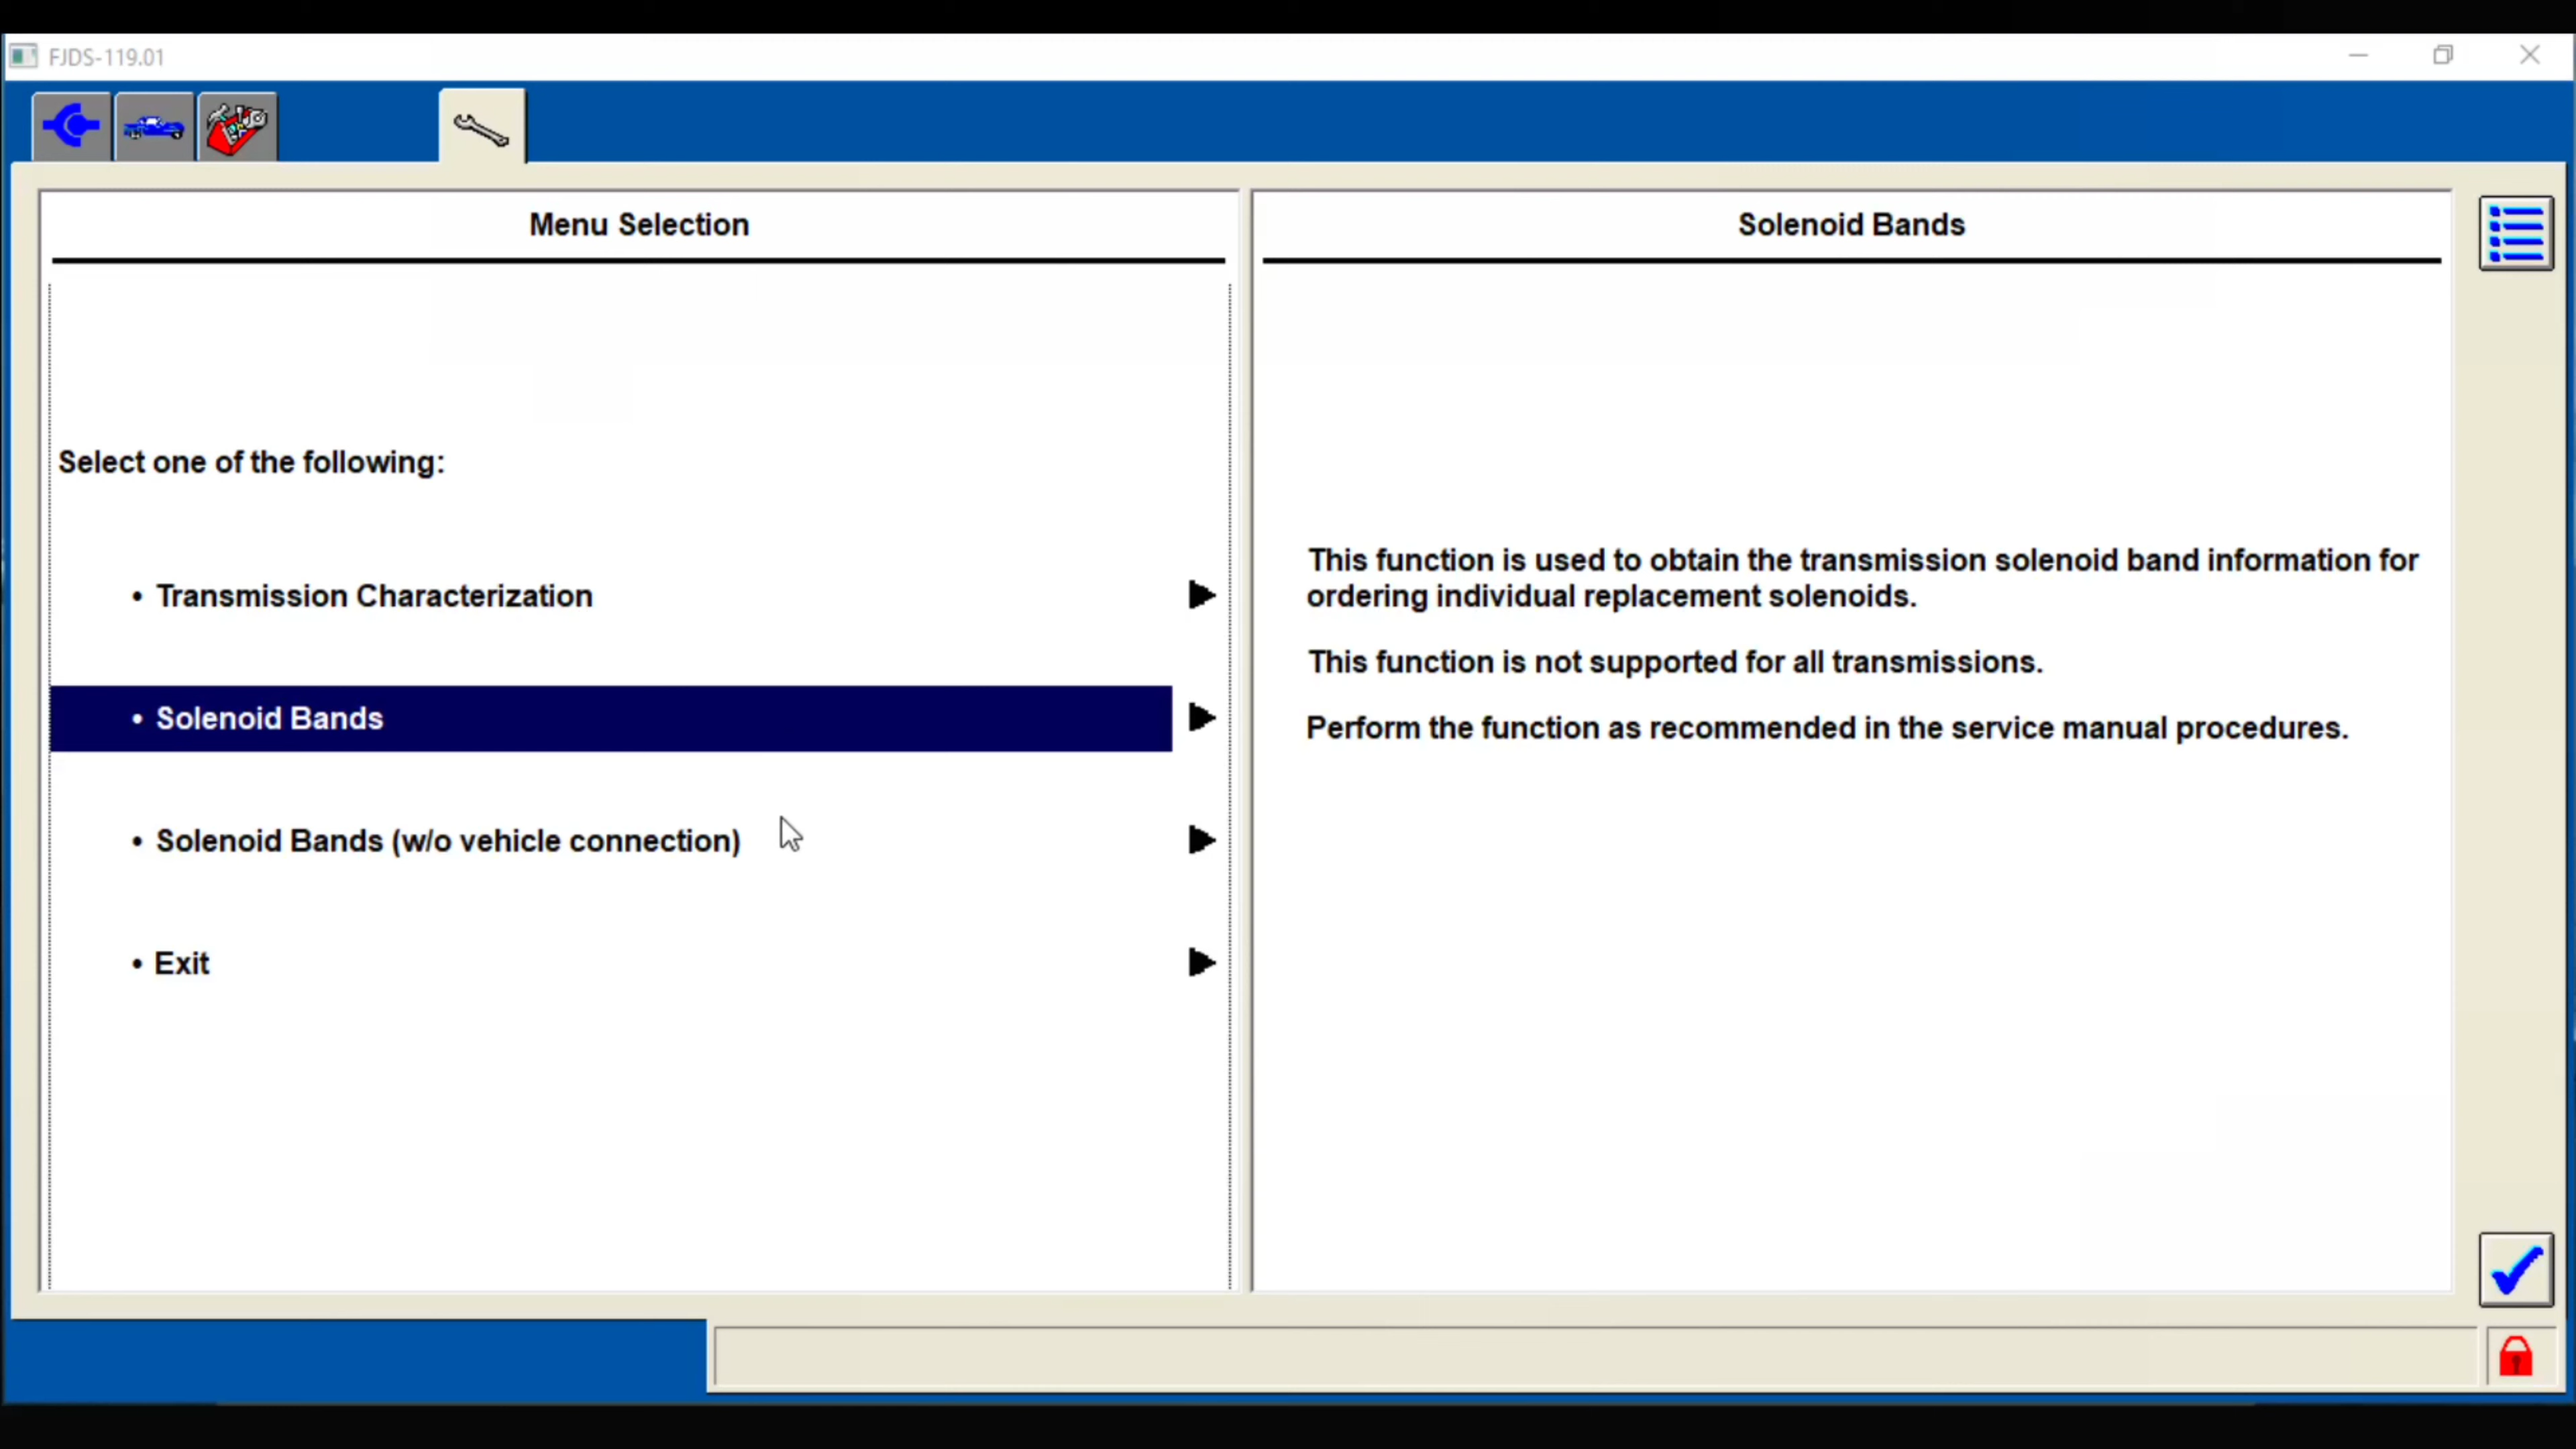 FJDS-119.01
Menu Selection
Select one of the following:
• Transmission Characterization
• Solenoid Bands
• Solenoid Bands (w/o vehicle connection)
• Exit
Solenoid Bands
This function is used to obtain the transmission solenoid band information for
ordering individual replacement solenoids.
This function is not supported for all transmissions.
Perform the function as recommended in the service manual procedures.